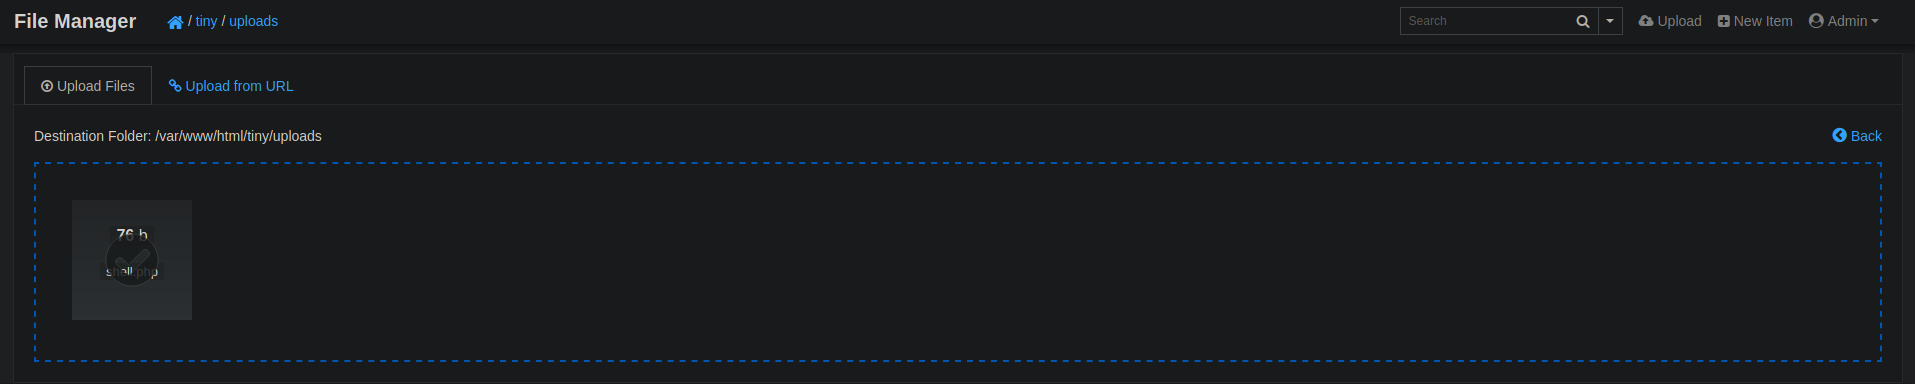 File Manager / tiny / uploads Search Upload New Item Admin
Upload Files Upload from URL
Destination Folder: /var/www/html/tiny/uploads Back
76 b
shell.php